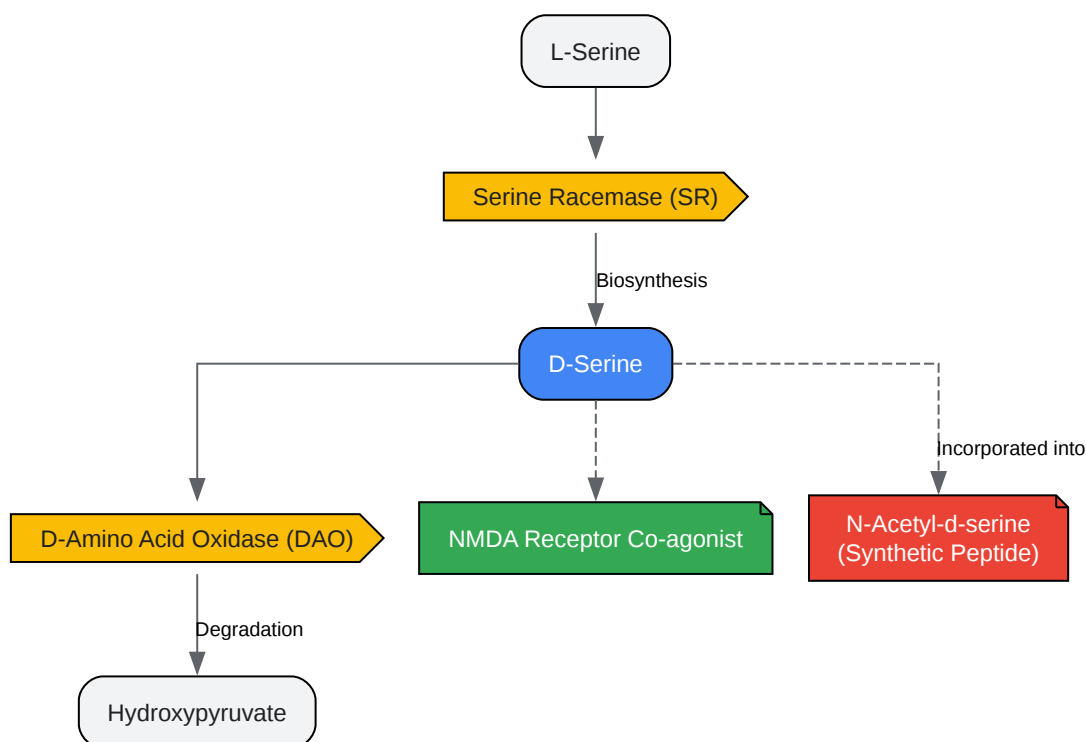 L-Serine
Serine Racemase (SR)
Biosynthesis
D-Serine
Incorporated into
D-Amino Acid Oxidase (DAO)
NMDA Receptor Co-agonist
N-Acetyl-d-serine
(Synthetic Peptide)
Degradation
Hydroxypyruvate